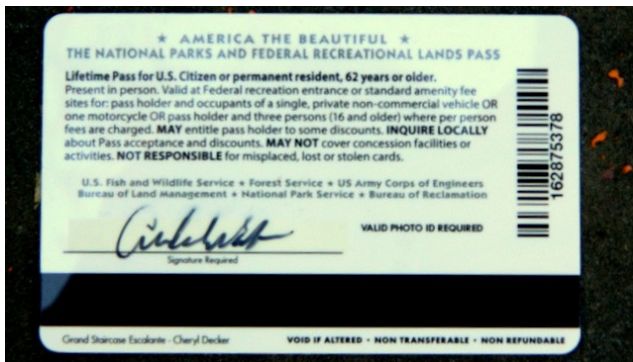 ★ AMERICA THE BEAUTIFUL ★
THE NATIONAL PARKS AND FEDERAL RECREATIONAL LANDS PASS
Lifetime Pass for U.S. Citizen or permanent resident, 62 years or older.
Present in person. Valid at Federal recreation entrance or standard amenity fee
sites for: pass holder and occupants of a single, private non-commercial vehicle OR
one motorcycle OR pass holder and three persons (16 and older) where per person
fees are charged. MAY entitle pass holder to some discounts. INQUIRE LOCALLY
about Pass acceptance and discounts. MAY NOT cover concession facilities or
activities. NOT RESPONSIBLE for misplaced, lost or stolen cards.
U.S. Fish and Wildlife Service ★ Forest Service ★ US Army Corps of Engineers
Bureau of Land Management ★ National Park Service ★ Bureau of Reclamation
162875378
VALID PHOTO ID REQUIRED
Signature Required
Grand Staircase Escalante - Cheryl Decker
VOID IF ALTERED • NON TRANSFERABLE • NON REFUNDABLE